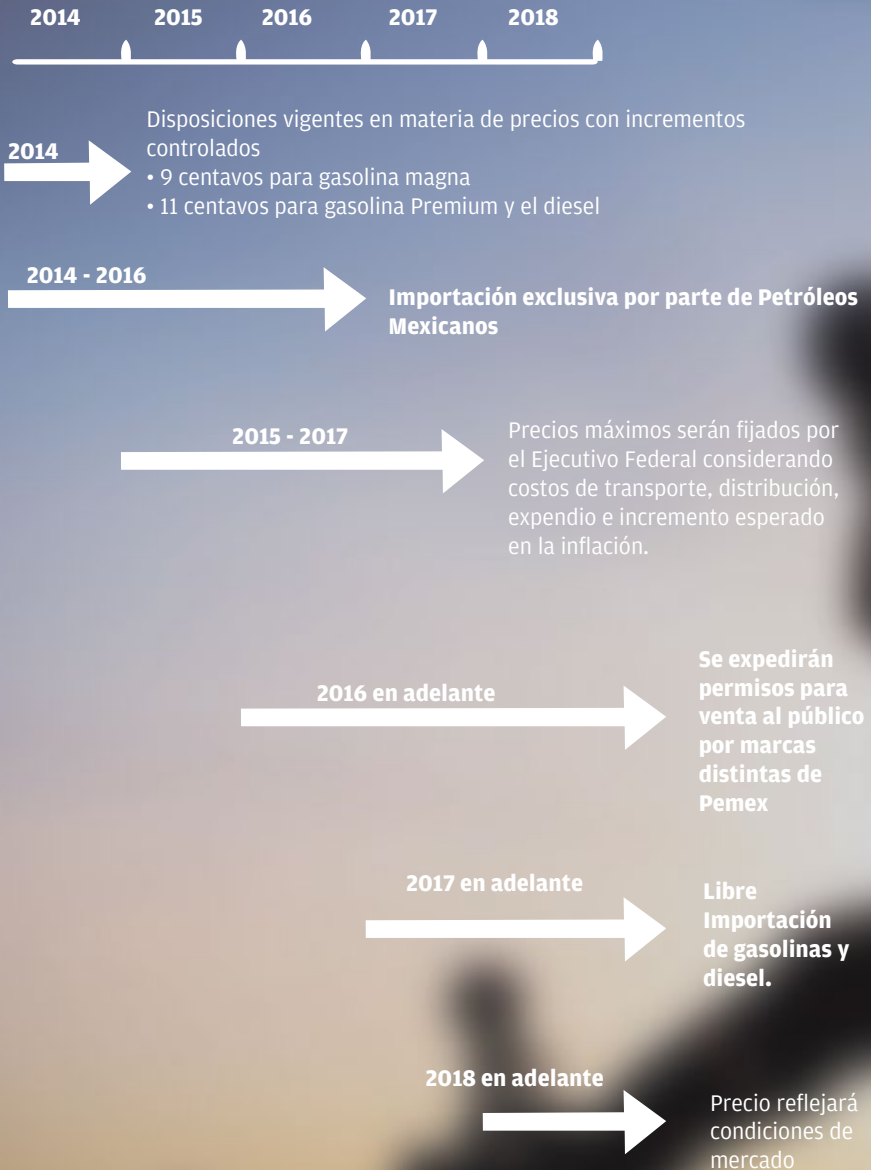 2014 2015 2016 2017 2018
2014
Disposiciones vigentes en materia de precios con incrementos
controlados
• 9 centavos para gasolina magna
• 11 centavos para gasolina Premium y el diesel
2014 - 2016
Importación exclusiva por parte de Petróleos
Mexicanos
2015 - 2017
Precios máximos serán fijados por
el Ejecutivo Federal considerando
costos de transporte, distribución,
expendio e incremento esperado
en la inflación.
2016 en adelante
Se expedirán
permisos para
venta al público
por marcas
distintas de
Pemex
2017 en adelante
Libre
Importación
de gasolinas y
diesel.
2018 en adelante
Precio reflejará
condiciones de
mercado